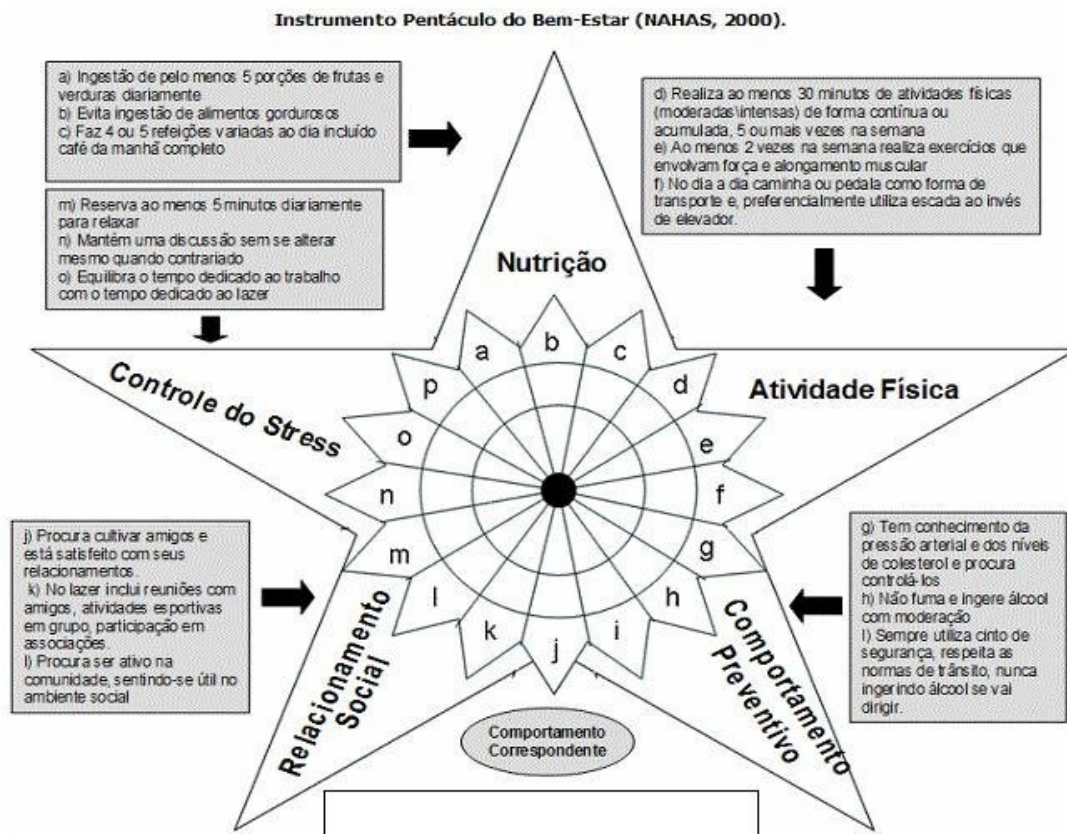 Instrumento Pentáculo do Bem-Estar (NAHAS, 2000).
a) Ingestão de pelo menos 5 porções de frutas e
verduras diariamente
b) Evita ingestão de alimentos gordurosos
c) Faz 4 ou 5 refeições variadas ao dia incluído
café da manhã completo
d) Realiza ao menos 30 minutos de atividades físicas
(moderadas\intensas) de forma contínua ou
acumulada, 5 ou mais vezes na semana
e) Ao menos 2 vezes na semana realiza exercícios que
envolvam força e alongamento muscular
f) No dia a dia caminha ou pedala como forma de
transporte e, preferencialmente utiliza escada ao invés
de elevador.
m) Reserva ao menos 5 minutos diariamente
para relaxar
n) Mantém uma discussão sem se alterar
mesmo quando contrariado
o) Equilibra o tempo dedicado ao trabalho
com o tempo dedicado ao lazer
Nutrição
Controle do Stress
Atividade Física
a
b
c
d
e
f
g
h
i
j
k
l
m
n
o
p
j) Procura cultivar amigos e
está satisfeito com seus
relacionamentos.
k) No lazer inclui reuniões com
amigos, atividades esportivas
em grupo, participação em
associações.
l) Procura ser ativo na
comunidade, sentindo-se útil no
ambiente social
g) Tem conhecimento da
pressão arterial e dos níveis
de colesterol e procura
controlá-los
h) Não fuma e ingere álcool
com moderação
I) Sempre utiliza cinto de
segurança, respeita as
normas de trânsito, nunca
ingerindo álcool se vai
dirigir.
Relacionamento
Social
Comportamento
Preventivo
Comportamento
Correspondente